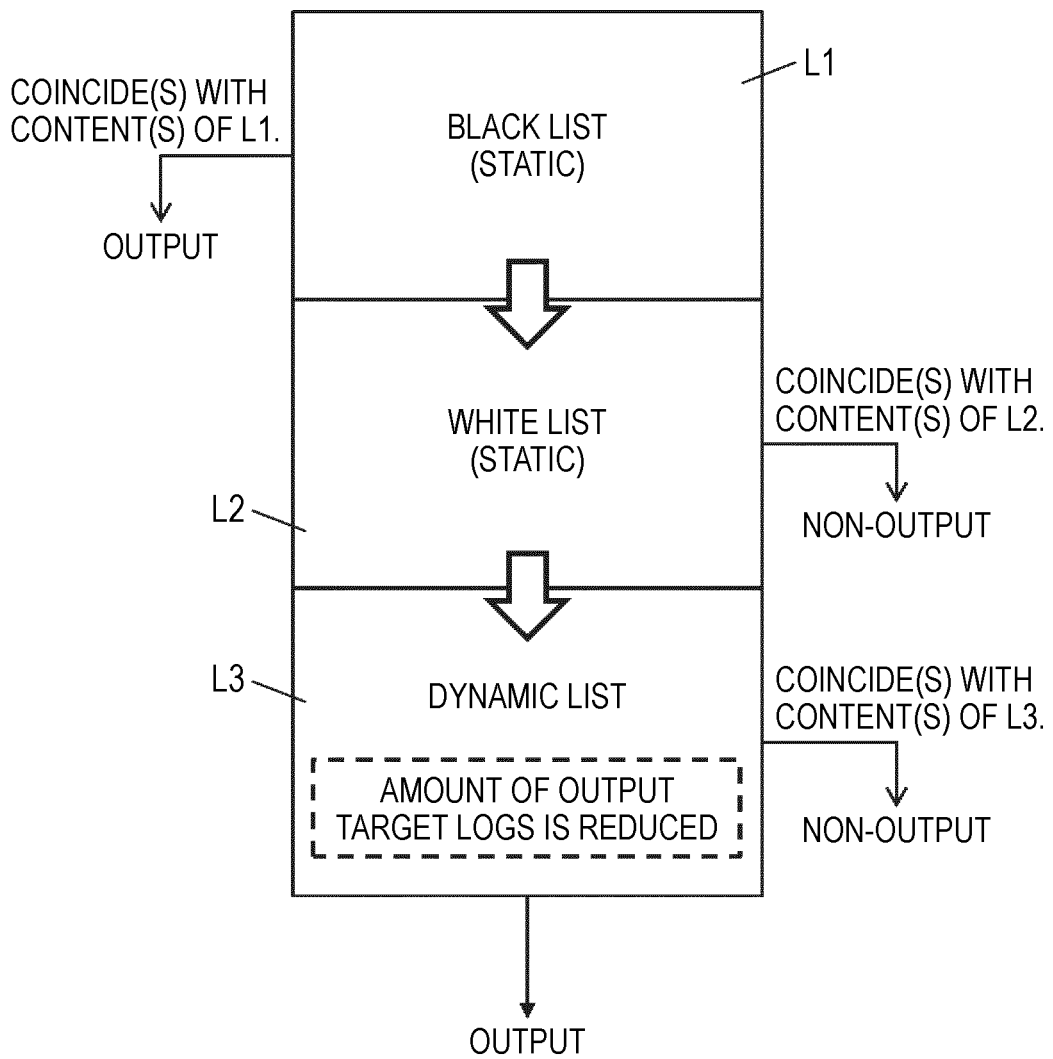 L1
COINCIDE(S) WITH
CONTENT(S) OF L1.
BLACK LIST
(STATIC)
OUTPUT
COINCIDE(S) WITH
CONTENT(S) OF L2.
WHITE LIST
(STATIC)
L2
NON-OUTPUT
L3
DYNAMIC LIST
COINCIDE(S) WITH
CONTENT(S) OF L3.
AMOUNT OF OUTPUT
TARGET LOGS IS REDUCED
NON-OUTPUT
OUTPUT